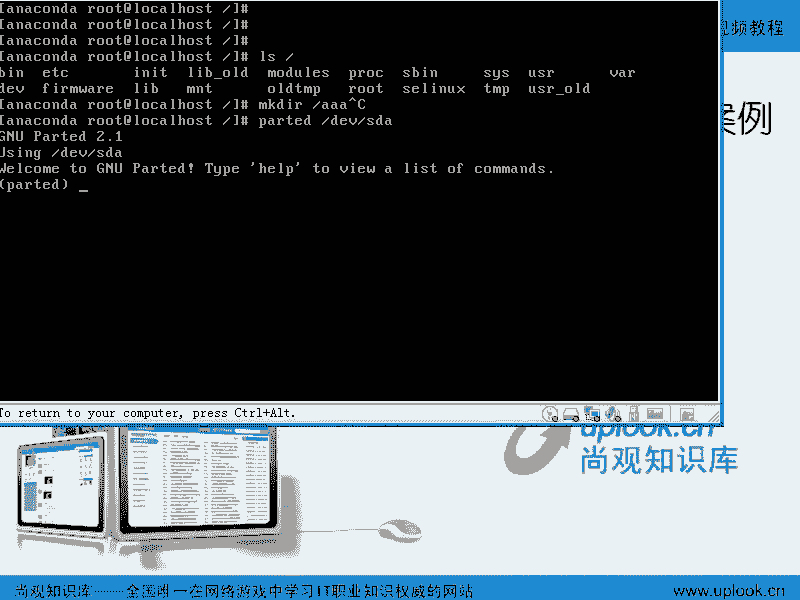 [anaconda root@localhost /]#
[anaconda root@localhost /]#
[anaconda root@localhost /]#
[anaconda root@localhost /]# ls /
bin etc init lib_old modules proc sbin sys usr var
dev firmware lib mnt oldtmp root selinux tmp usr_old
[anaconda root@localhost /]# mkdir /aaa^C
[anaconda root@localhost /]# parted /dev/sda
GNU Parted 2.1
Using /dev/sda
Welcome to GNU Parted! Type 'help' to view a list of commands.
(parted) _
视频教程
案例
To return to your computer, press Ctrl+Alt.
uplook.cn
尚观知识库
尚观知识库——全国唯一在网络游戏中学习IT职业知识权威的网站
www.uplook.cn